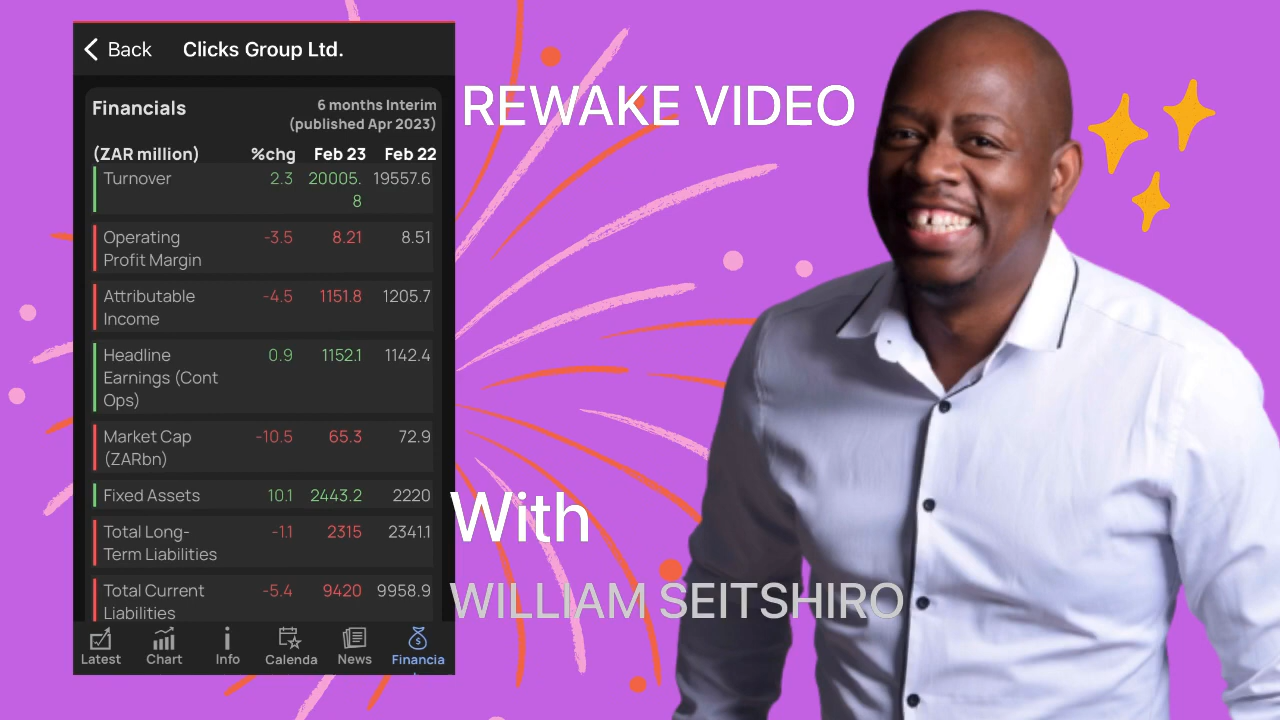 Back Clicks Group Ltd.
Financials 6 months Interim
(published Apr 2023)
(ZAR million) %chg Feb 23 Feb 22
Turnover 2.3 20005. 19557.6
8
Operating -3.5 8.21 8.51
Profit Margin
Attributable -4.5 1151.8 1205.7
Income
Headline 0.9 1152.1 1142.4
Earnings (Cont
Ops)
Market Cap -10.5 65.3 72.9
(ZARbn)
Fixed Assets 10.1 2443.2 2220
Total Long- -1.1 2315 2341.1
Term Liabilities
Total Current -5.4 9420 9958.9
Liabilities
Latest Chart Info Calenda News Financia
REWAKE VIDEO
With
WILLIAM SEITSHIRO